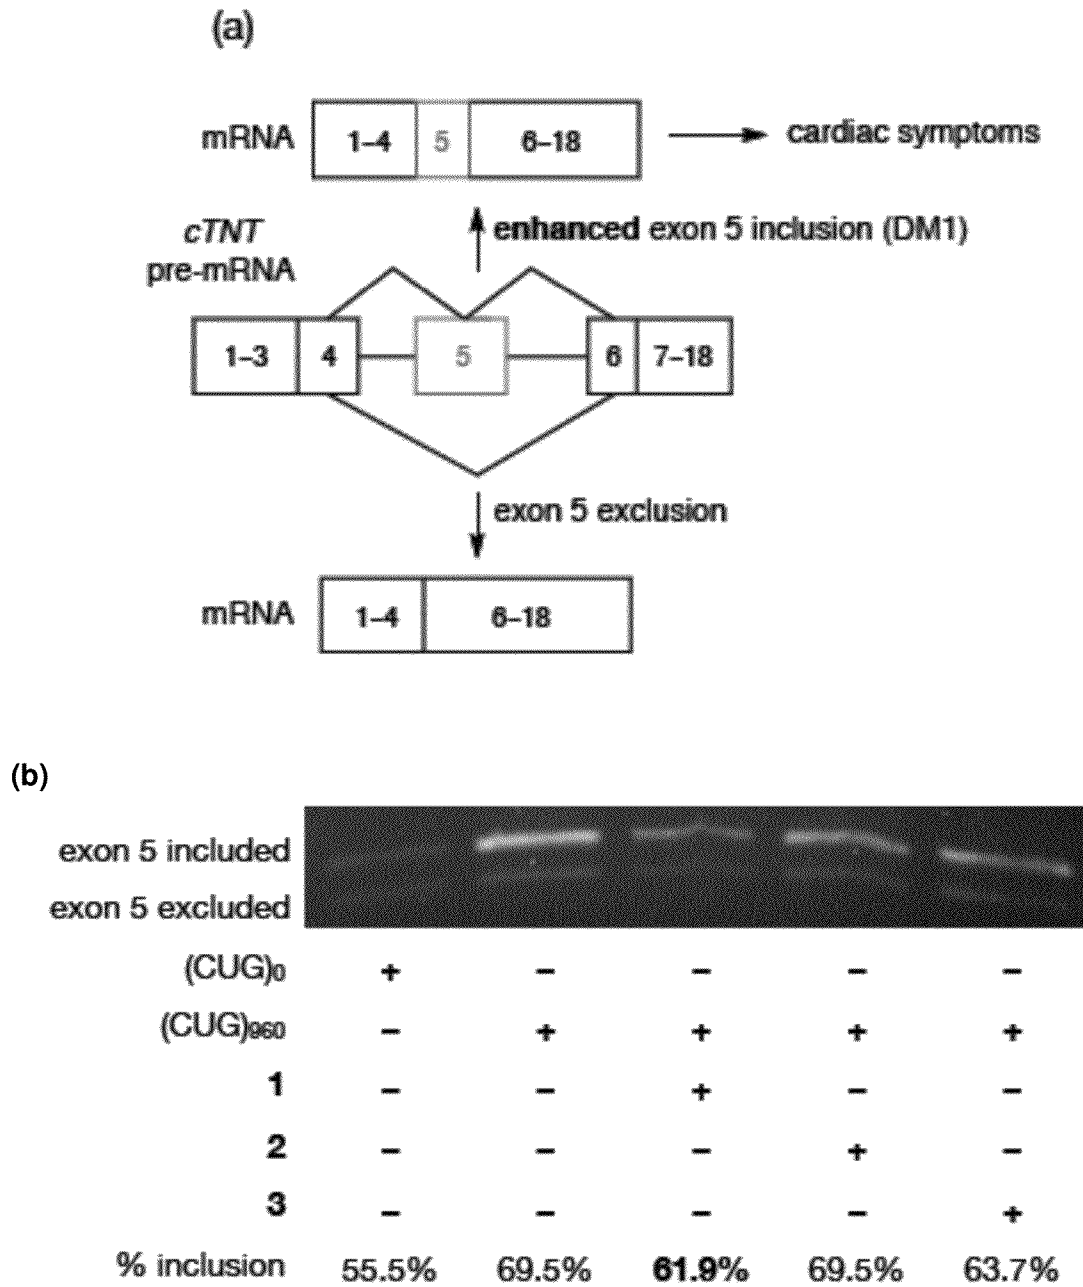 (a)
mRNA 1–4 5 6–18 cardiac symptoms
cTNT
pre-mRNA
enhanced exon 5 inclusion (DM1)
1–3 4 5 6 7–18
exon 5 exclusion
mRNA 1–4 6–18
(b)
exon 5 included
exon 5 excluded
(CUG)0 + – – – –
(CUG)960 – + + + +
1 – – + – –
2 – – – + –
3 – – – – +
% inclusion 55.5% 69.5% 61.9% 69.5% 63.7%